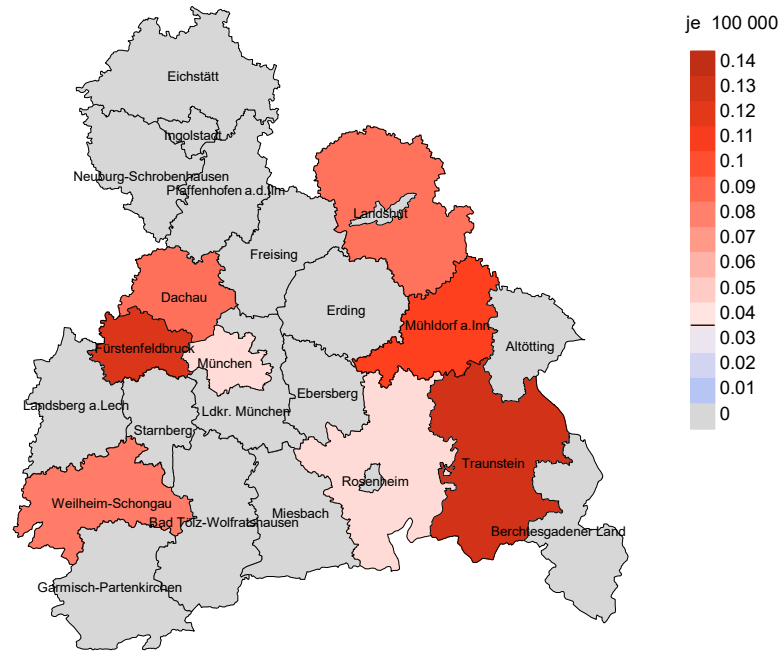 je 100 000
0.14
0.13
0.12
0.11
0.1
0.09
0.08
0.07
0.06
0.05
0.04
0.03
0.02
0.01
0
Eichstätt
Ingolstadt
Neuburg-Schrobenhausen
Pfaffenhofen a.d.Ilm
Landshut
Freising
Dachau
Erding
Mühldorf a.Inn
Fürstenfeldbruck
München
Altötting
Ebersberg
Landsberg a.Lech
Ldkr. München
Starnberg
Traunstein
Rosenheim
Weilheim-Schongau
Miesbach
Bad Tölz-Wolfratshausen
Berchtesgadener Land
Garmisch-Partenkirchen